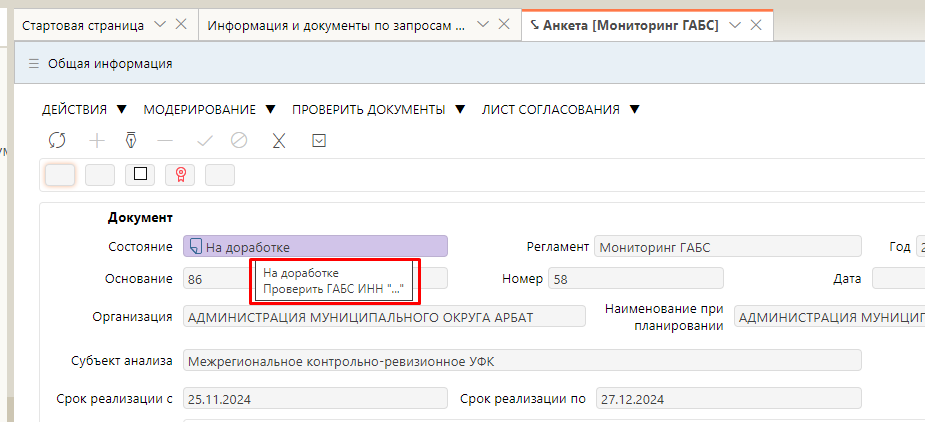 Стартовая страница
Информация и документы по запросам ...
Анкета [Мониторинг ГАБС]
Общая информация
ДЕЙСТВИЯ ▼ МОДЕРИРОВАНИЕ ▼ ПРОВЕРИТЬ ДОКУМЕНТЫ ▼ ЛИСТ СОГЛАСОВАНИЯ ▼
Документ
Состояние На доработке Регламент Мониторинг ГАБС Год 2
Основание 86 Номер 58 Дата
На доработке
Проверить ГАБС ИНН "..."
Организация АДМИНИСТРАЦИЯ МУНИЦИПАЛЬНОГО ОКРУГА АРБАТ Наименование при планировании АДМИНИСТРАЦИЯ МУНИЦИП
Субъект анализа Межрегиональное контрольно-ревизионное УФК
Срок реализации с 25.11.2024 Срок реализации по 27.12.2024